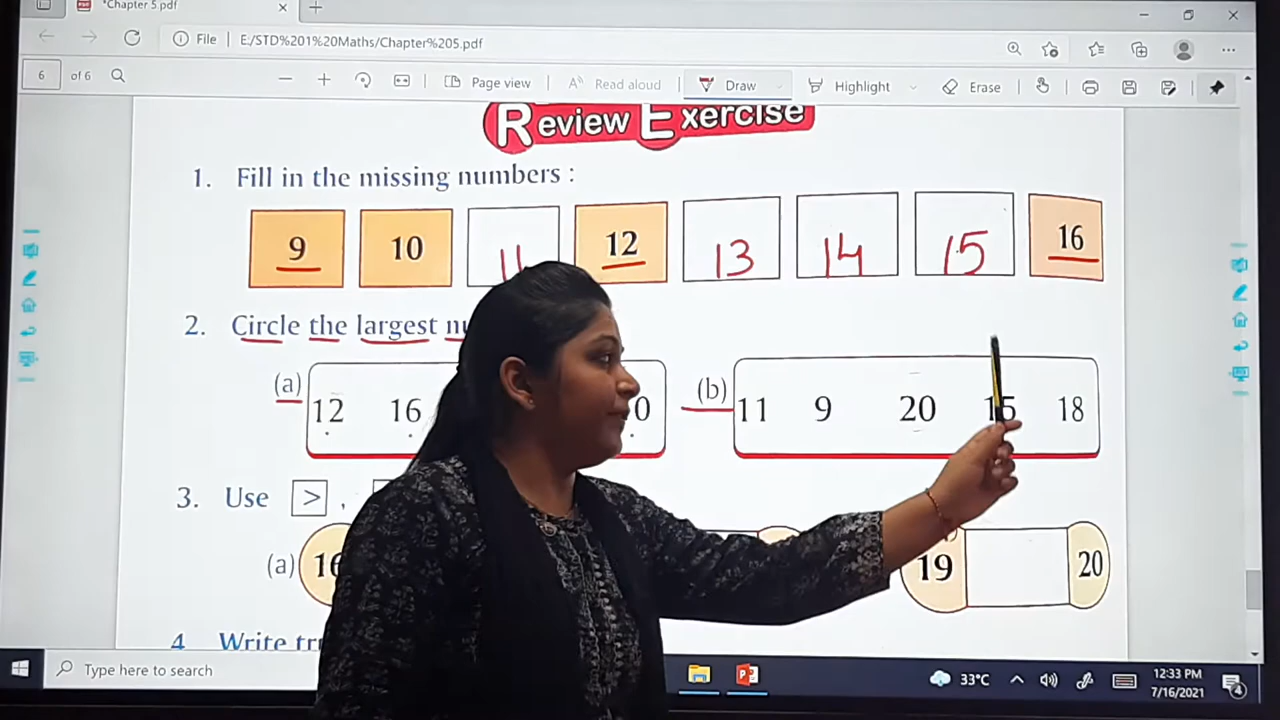 *Chapter 5.pdf
File | E:/STD%201%20Maths/Chapter%205.pdf
6 of 6 Page view Read aloud Draw Highlight Erase
Review Exercise
1. Fill in the missing numbers :
9 10 11 12 13 14 15 16
2. Circle the largest
(a) 12 16 (b) 11 9 20 15 18
3. Use > ,
(a) 16 19 20
4 Write
Type here to search 33°C 12:33 PM
7/16/2021 4